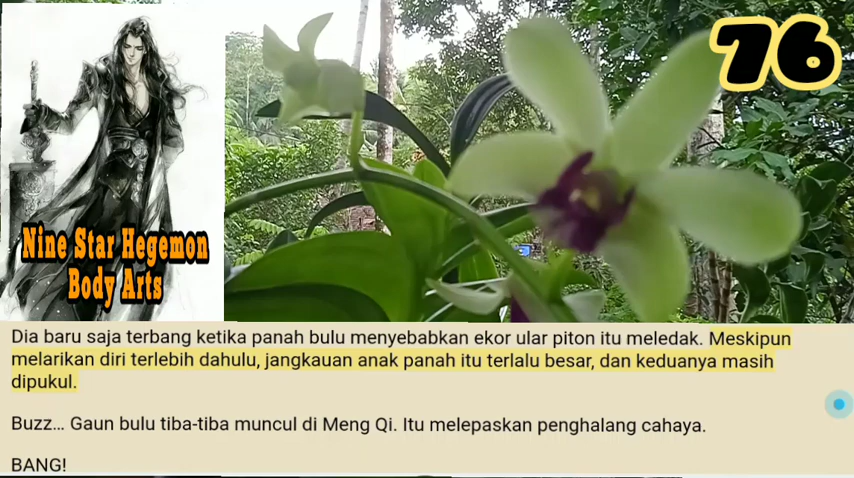 76
Nine Star Hegemon
Body Arts
Dia baru saja terbang ketika panah bulu menyebabkan ekor ular piton itu meledak. Meskipun
melarikan diri terlebih dahulu, jangkauan anak panah itu terlalu besar, dan keduanya masih
dipukul.
Buzz... Gaun bulu tiba-tiba muncul di Meng Qi. Itu melepaskan penghalang cahaya.
BANG!